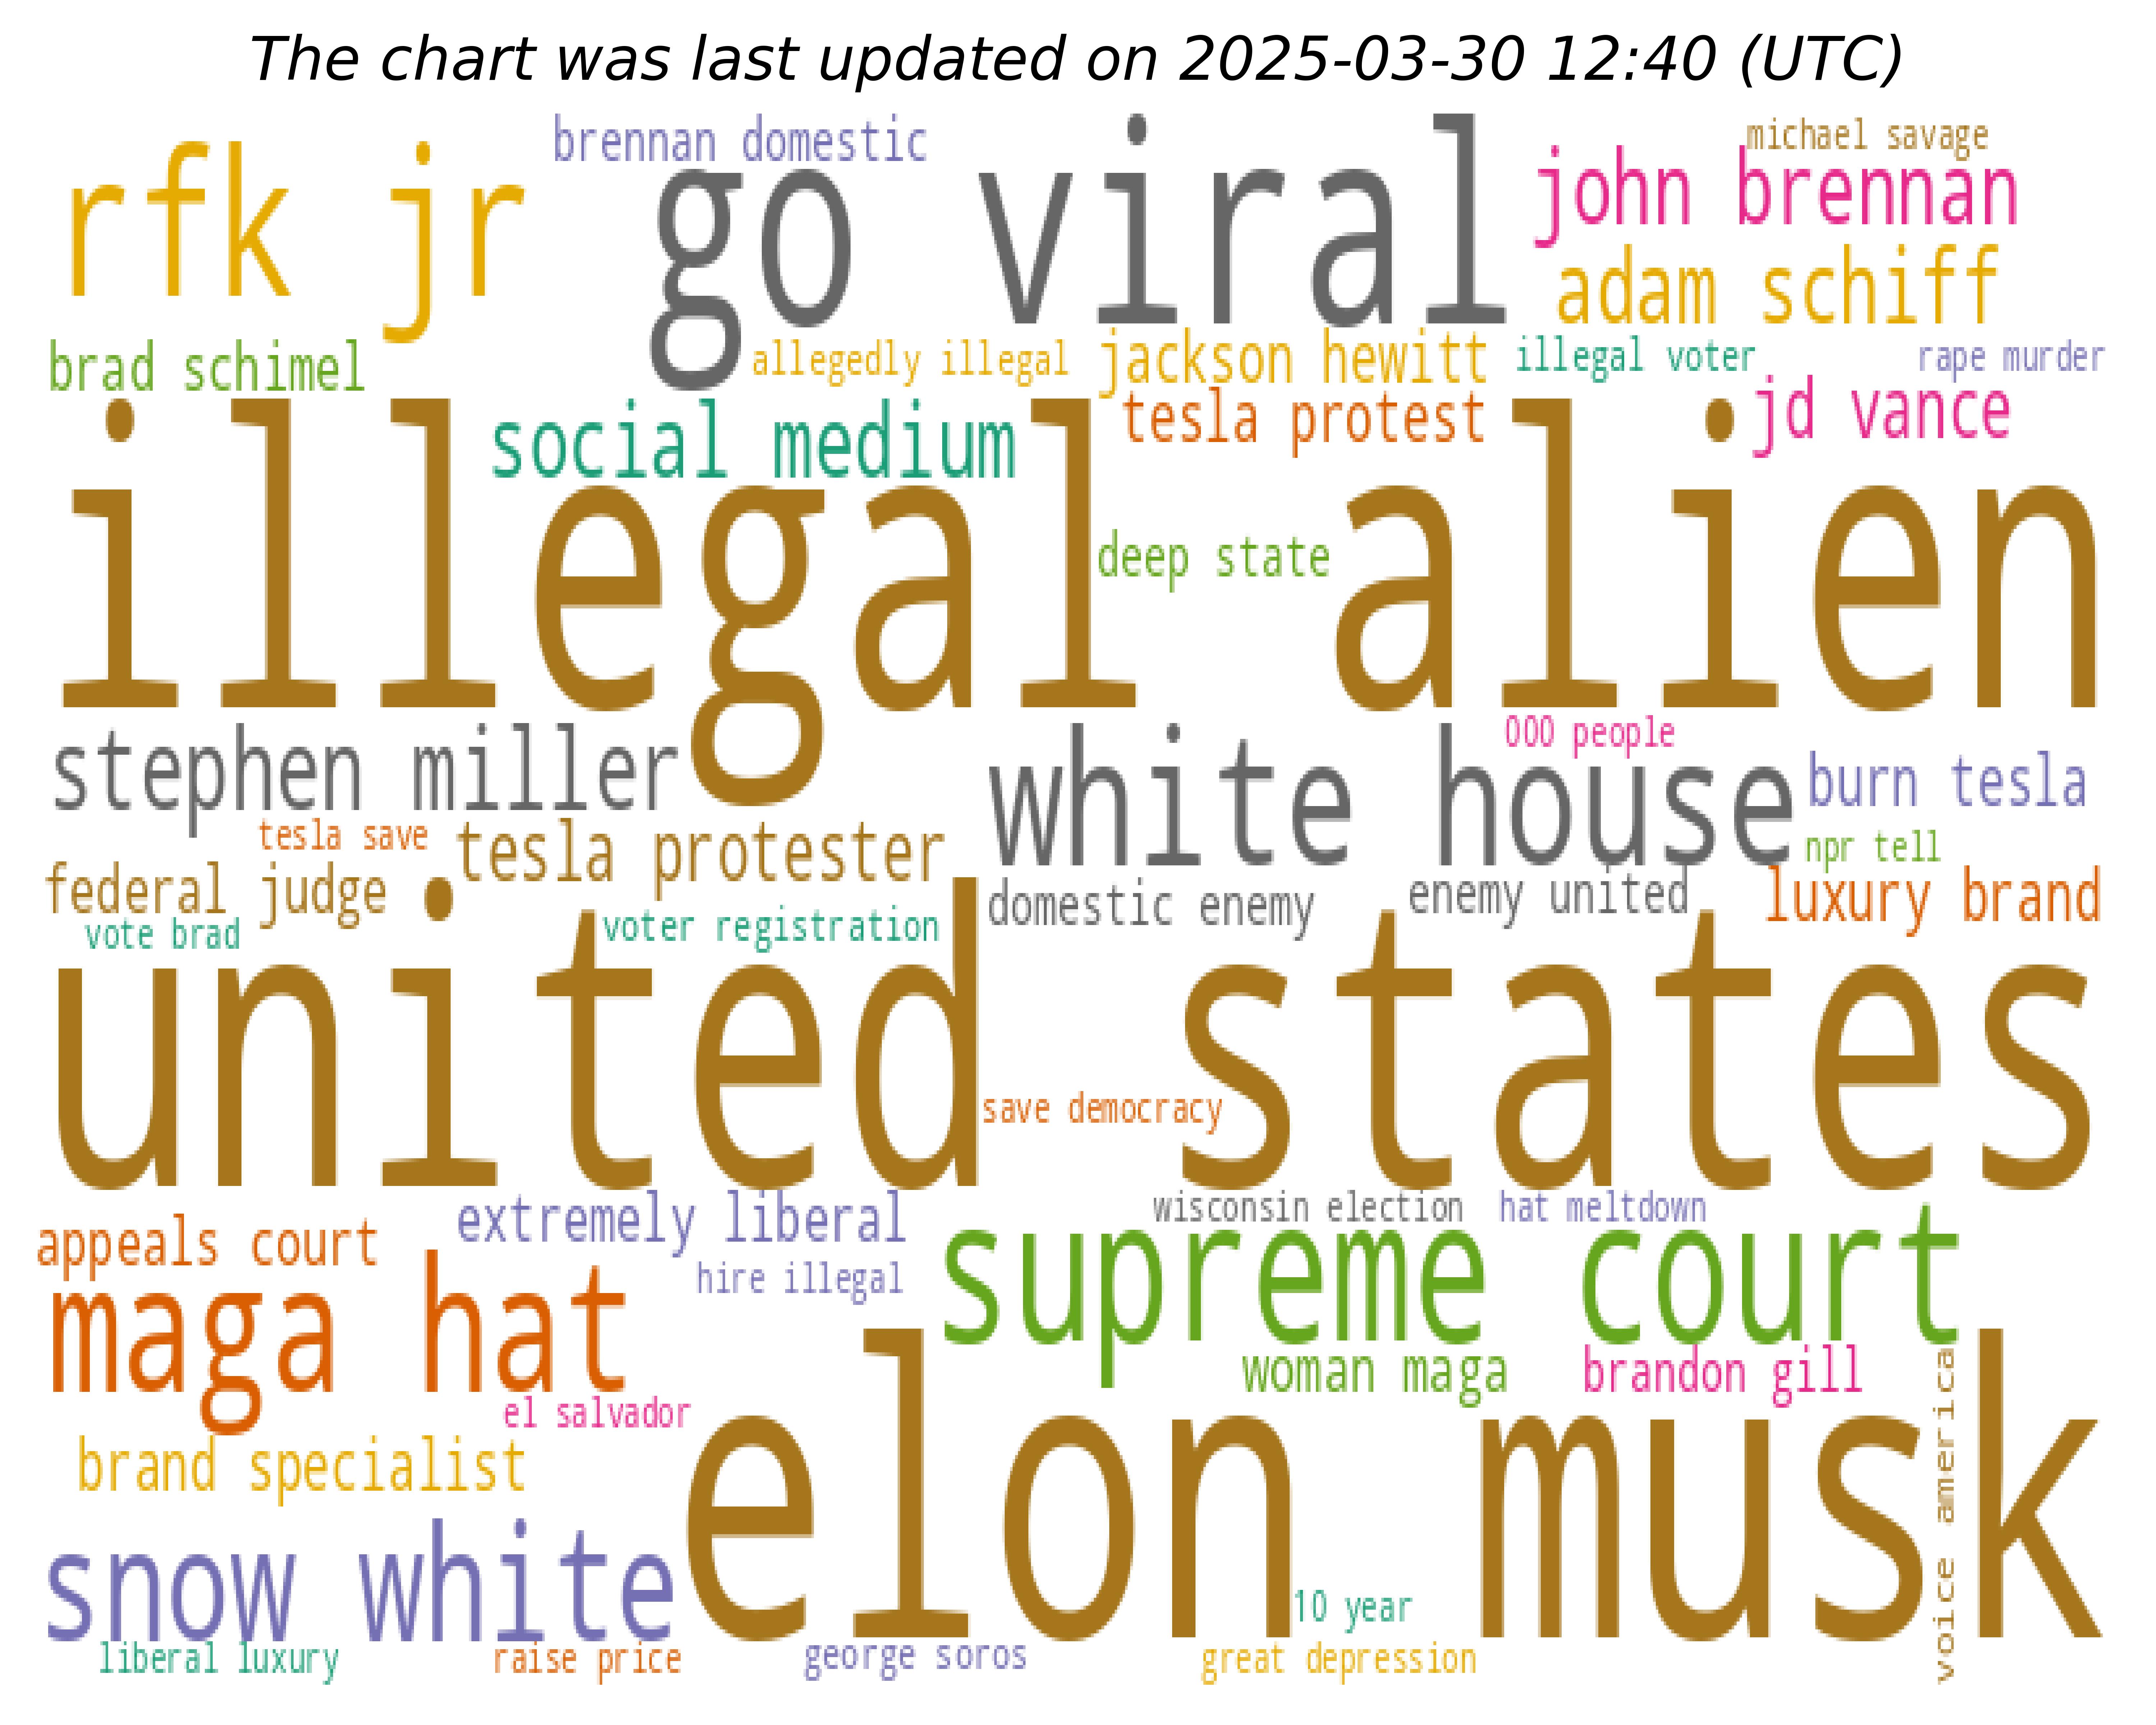 The chart was last updated on 2025-03-30 12:40 (UTC)
brennan domestic
michael savage
rfk jr
go viral
john brennan
adam schiff
brad schimel
allegedly illegal
jackson hewitt
illegal voter
rape murder
social medium
tesla protest
jd vance
illegal alien
deep state
stephen miller
white house
000 people
burn tesla
tesla save
tesla protester
npr tell
federal judge
domestic enemy
enemy united
luxury brand
vote brad
voter registration
united states
save democracy
appeals court
extremely liberal
wisconsin election
hat meltdown
hire illegal
supreme court
maga hat
woman maga
brandon gill
el salvador
elon musk
voice america
brand specialist
snow white
10 year
liberal luxury
raise price
george soros
great depression